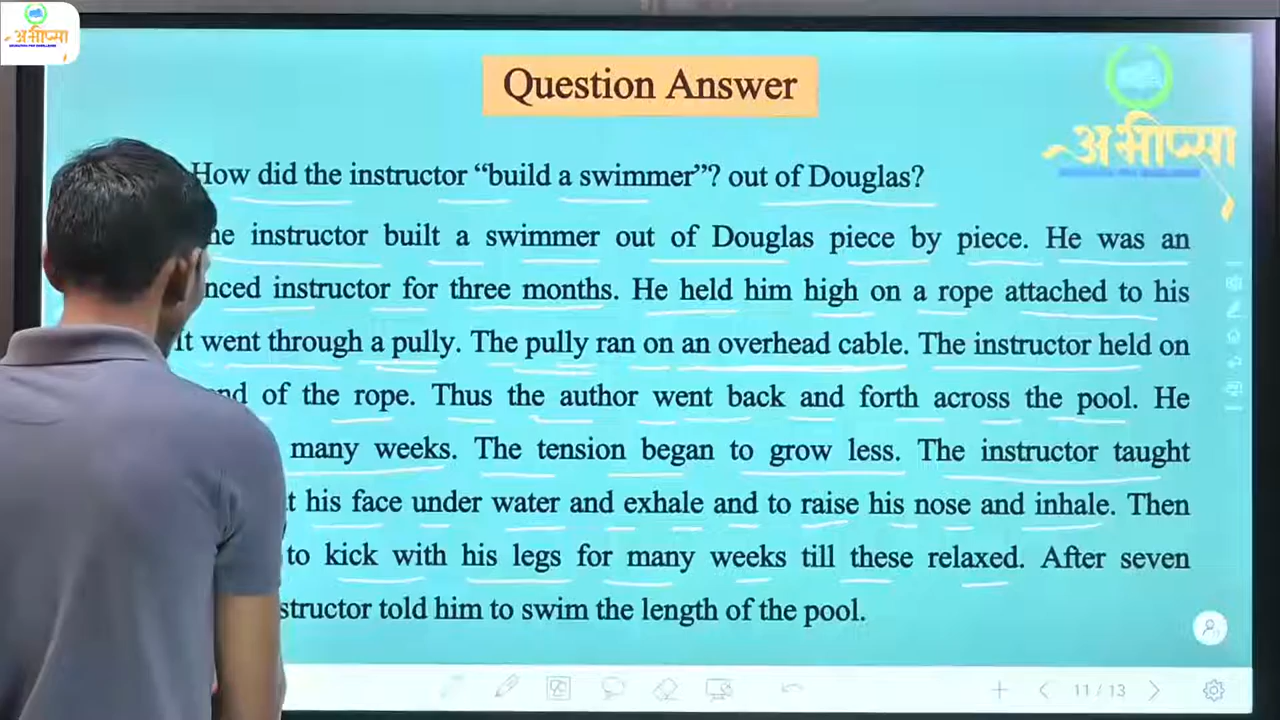 अभीप्सा
Question Answer
अभीप्सा
How did the instructor “build a swimmer”? out of Douglas?
instructor built a swimmer out of Douglas piece by piece. He was an
instructor for three months. He held him high on a rope attached to his
It went through a pully. The pully ran on an overhead cable. The instructor held on
of the rope. Thus the author went back and forth across the pool. He
many weeks. The tension began to grow less. The instructor taught
his face under water and exhale and to raise his nose and inhale. Then
to kick with his legs for many weeks till these relaxed. After seven
told him to swim the length of the pool.
11 / 13